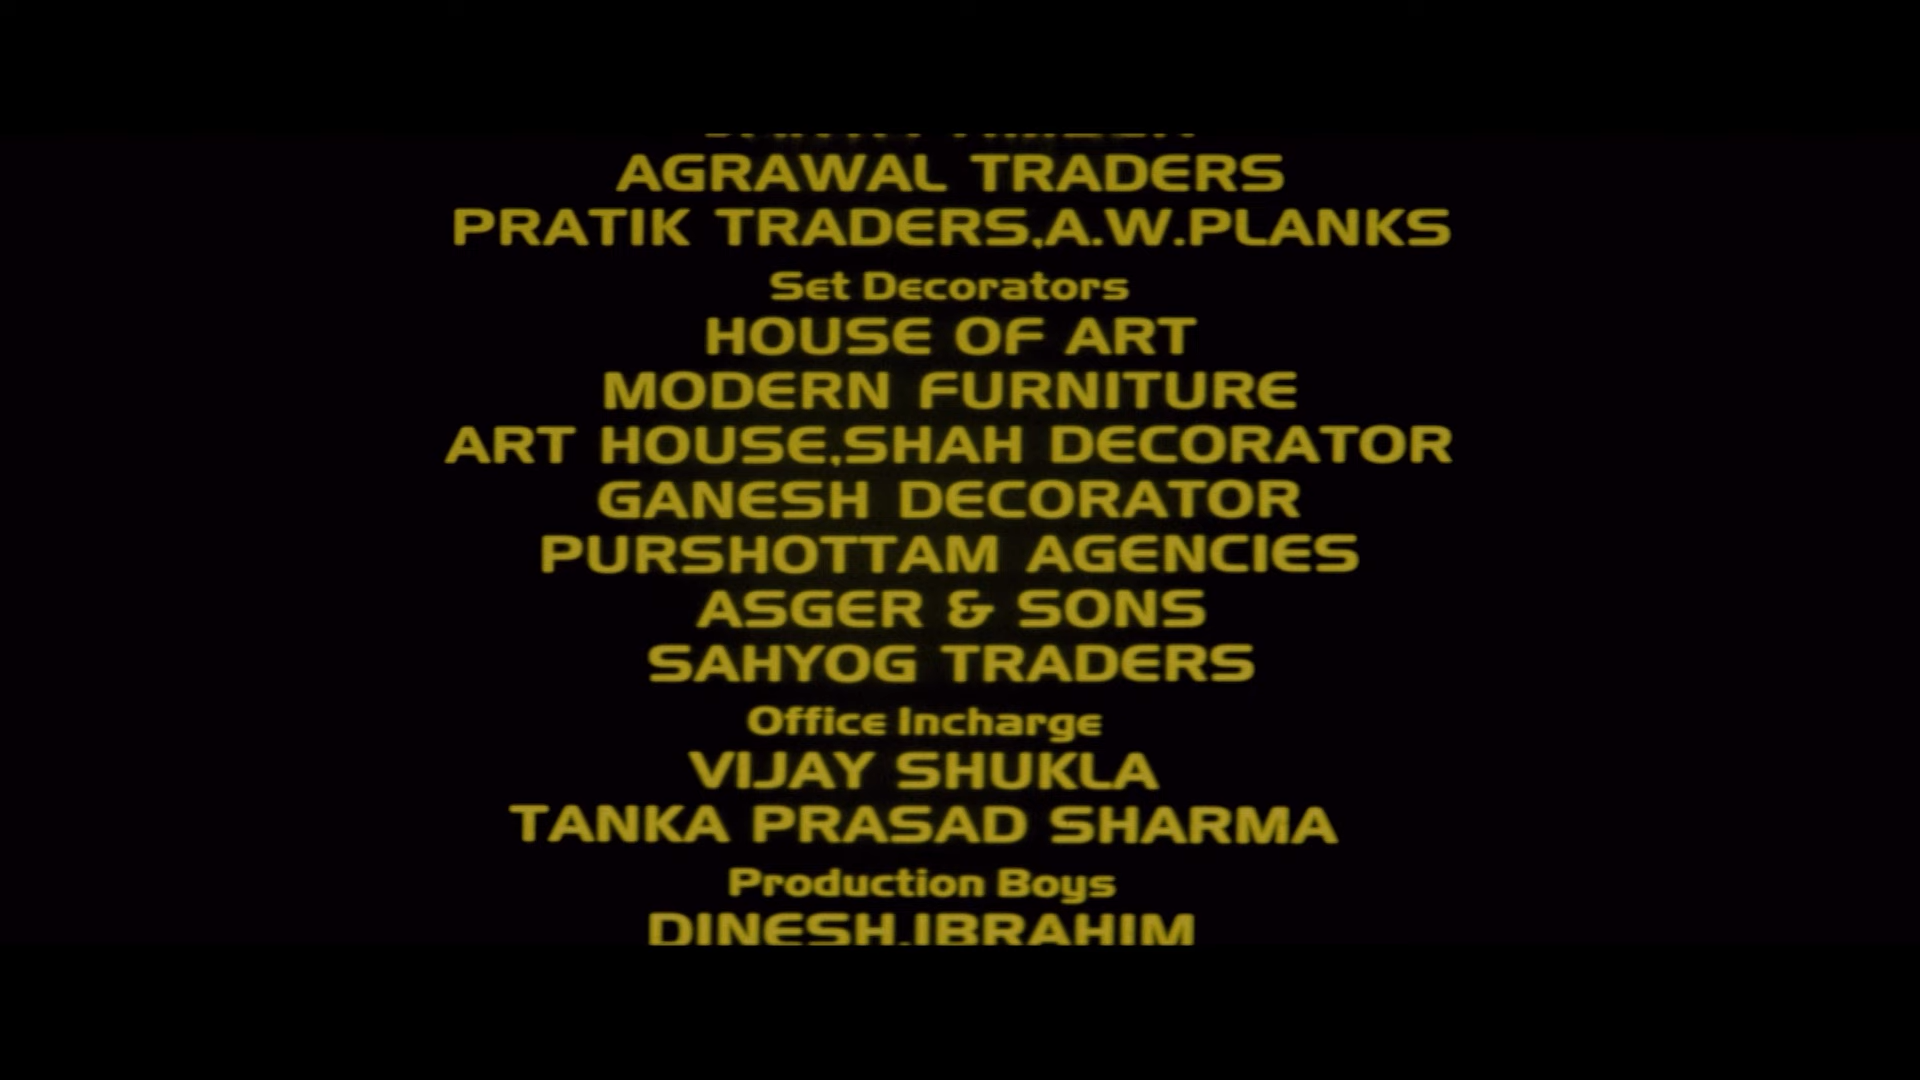 AGRAWAL TRADERS
PRATIK TRADERS,A.W.PLANKS
Set Decorators
HOUSE OF ART
MODERN FURNITURE
ART HOUSE,SHAH DECORATOR
GANESH DECORATOR
PURSHOTTAM AGENCIES
ASGER & SONS
SAHYOG TRADERS
Office Incharge
VIJAY SHUKLA
TANKA PRASAD SHARMA
Production Boys
DINESH,IBRAHIM